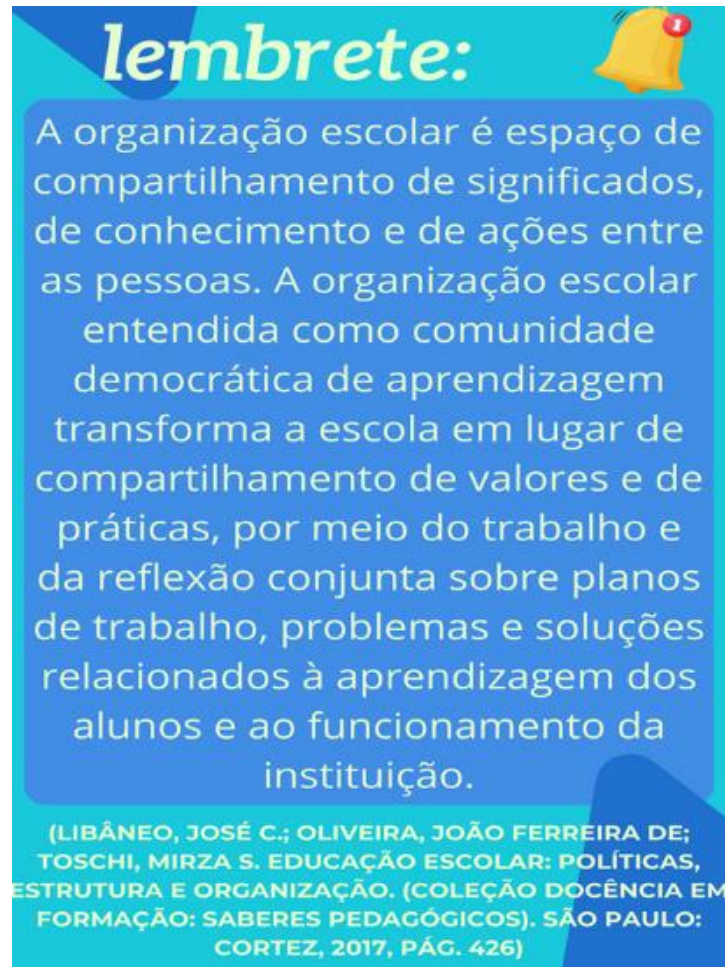 lembrete:
1
A organização escolar é espaço de
compartilhamento de significados,
de conhecimento e de ações entre
as pessoas. A organização escolar
entendida como comunidade
democrática de aprendizagem
transforma a escola em lugar de
compartilhamento de valores e de
práticas, por meio do trabalho e
da reflexão conjunta sobre planos
de trabalho, problemas e soluções
relacionados à aprendizagem dos
alunos e ao funcionamento da
instituição.
(LIBÂNEO, JOSÉ C.; OLIVEIRA, JOÃO FERREIRA DE;
TOSCHI, MIRZA S. EDUCAÇÃO ESCOLAR: POLÍTICAS,
ESTRUTURA E ORGANIZAÇÃO. (COLEÇÃO DOCÊNCIA EM
FORMAÇÃO: SABERES PEDAGÓGICOS). SÃO PAULO:
CORTEZ, 2017, PÁG. 426)